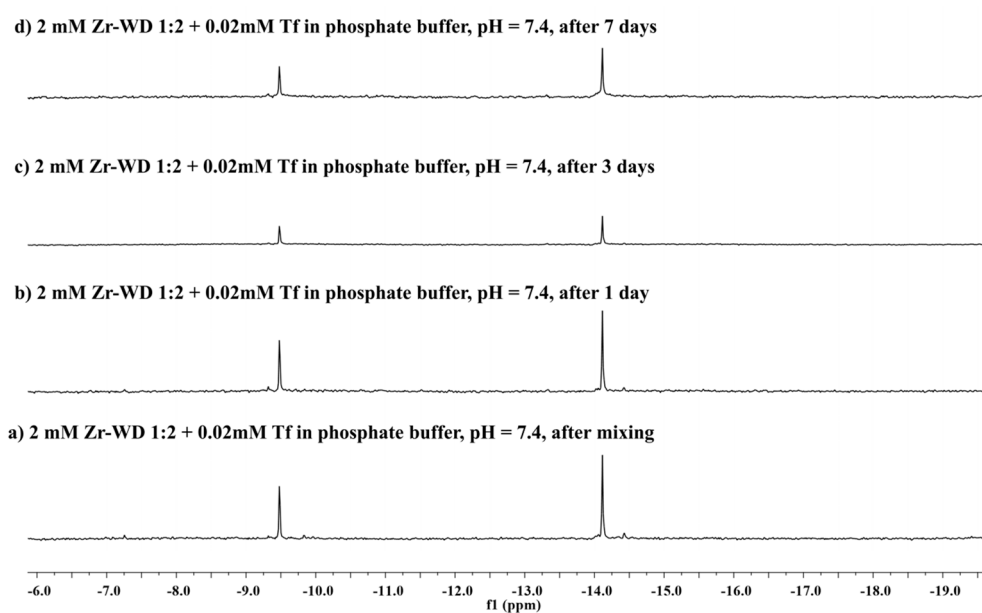 d) 2 mM Zr-WD 1:2 + 0.02mM Tf in phosphate buffer, pH = 7.4, after 7 days
c) 2 mM Zr-WD 1:2 + 0.02mM Tf in phosphate buffer, pH = 7.4, after 3 days
b) 2 mM Zr-WD 1:2 + 0.02mM Tf in phosphate buffer, pH = 7.4, after 1 day
a) 2 mM Zr-WD 1:2 + 0.02mM Tf in phosphate buffer, pH = 7.4, after mixing
-6.0 -7.0 -8.0 -9.0 -10.0 -11.0 -12.0 -13.0 -14.0 -15.0 -16.0 -17.0 -18.0 -19.0
f1 (ppm)